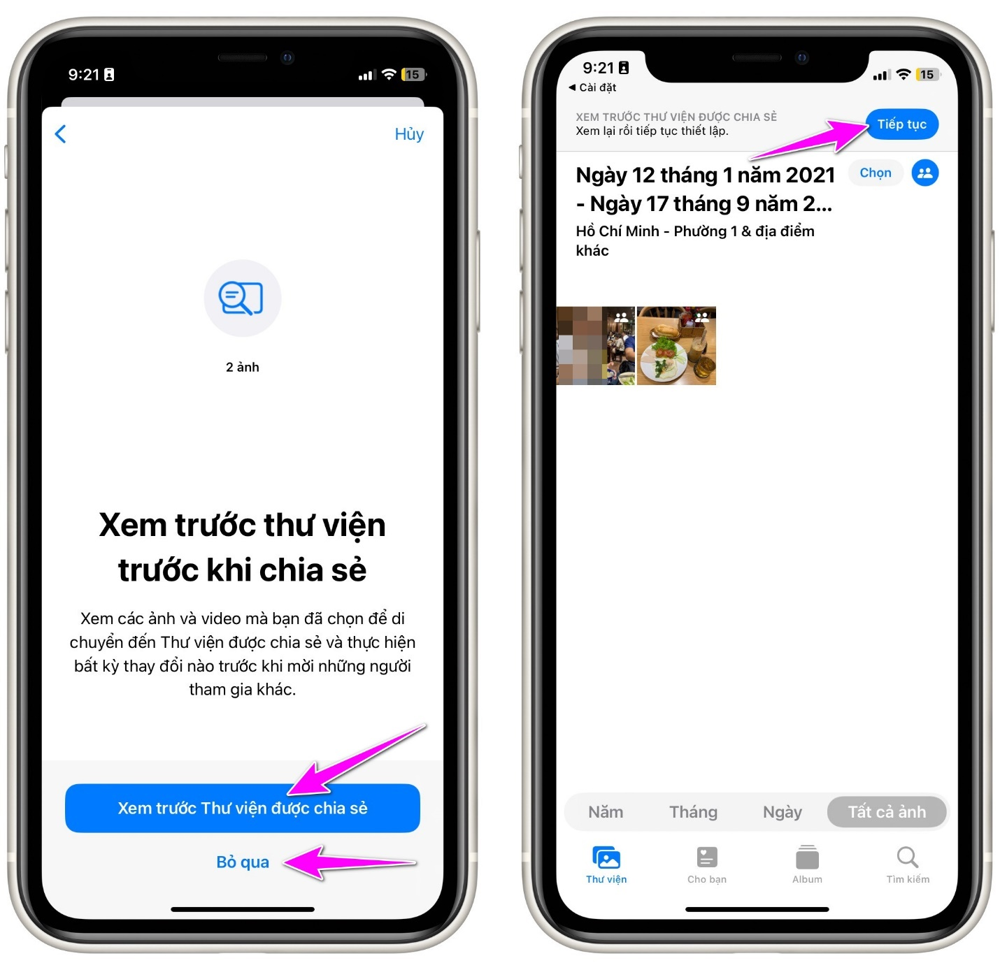 9:21
15
Hủy
2 ảnh
Xem trước thư viện
trước khi chia sẻ
Xem các ảnh và video mà bạn đã chọn để di
chuyển đến Thư viện được chia sẻ và thực hiện
bất kỳ thay đổi nào trước khi mời những người
tham gia khác.
Xem trước Thư viện được chia sẻ
Bỏ qua
9:21
15
Cài đặt
XEM TRƯỚC THƯ VIỆN ĐƯỢC CHIA SẺ
Xem lại rồi tiếp tục thiết lập.
Tiếp tục
Ngày 12 tháng 1 năm 2021
- Ngày 17 tháng 9 năm 2...
Chọn
Hồ Chí Minh - Phường 1 & địa điểm
khác
Năm Tháng Ngày Tất cả ảnh
Thư viện Cho bạn Album Tìm kiếm